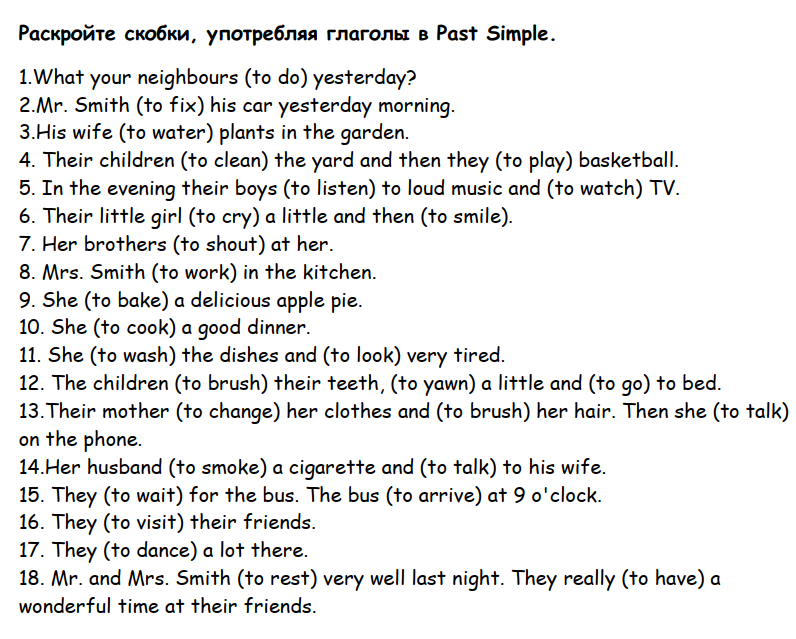 Раскройте скобки, употребляя глаголы в Past Simple.
1.What your neighbours (to do) yesterday?
2.Mr. Smith (to fix) his car yesterday morning.
3.His wife (to water) plants in the garden.
4. Their children (to clean) the yard and then they (to play) basketball.
5. In the evening their boys (to listen) to loud music and (to watch) TV.
6. Their little girl (to cry) a little and then (to smile).
7. Her brothers (to shout) at her.
8. Mrs. Smith (to work) in the kitchen.
9. She (to bake) a delicious apple pie.
10. She (to cook) a good dinner.
11. She (to wash) the dishes and (to look) very tired.
12. The children (to brush) their teeth, (to yawn) a little and (to go) to bed.
13.Their mother (to change) her clothes and (to brush) her hair. Then she (to talk)
on the phone.
14.Her husband (to smoke) a cigarette and (to talk) to his wife.
15. They (to wait) for the bus. The bus (to arrive) at 9 o'clock.
16. They (to visit) their friends.
17. They (to dance) a lot there.
18. Mr. and Mrs. Smith (to rest) very well last night. They really (to have) a
wonderful time at their friends.